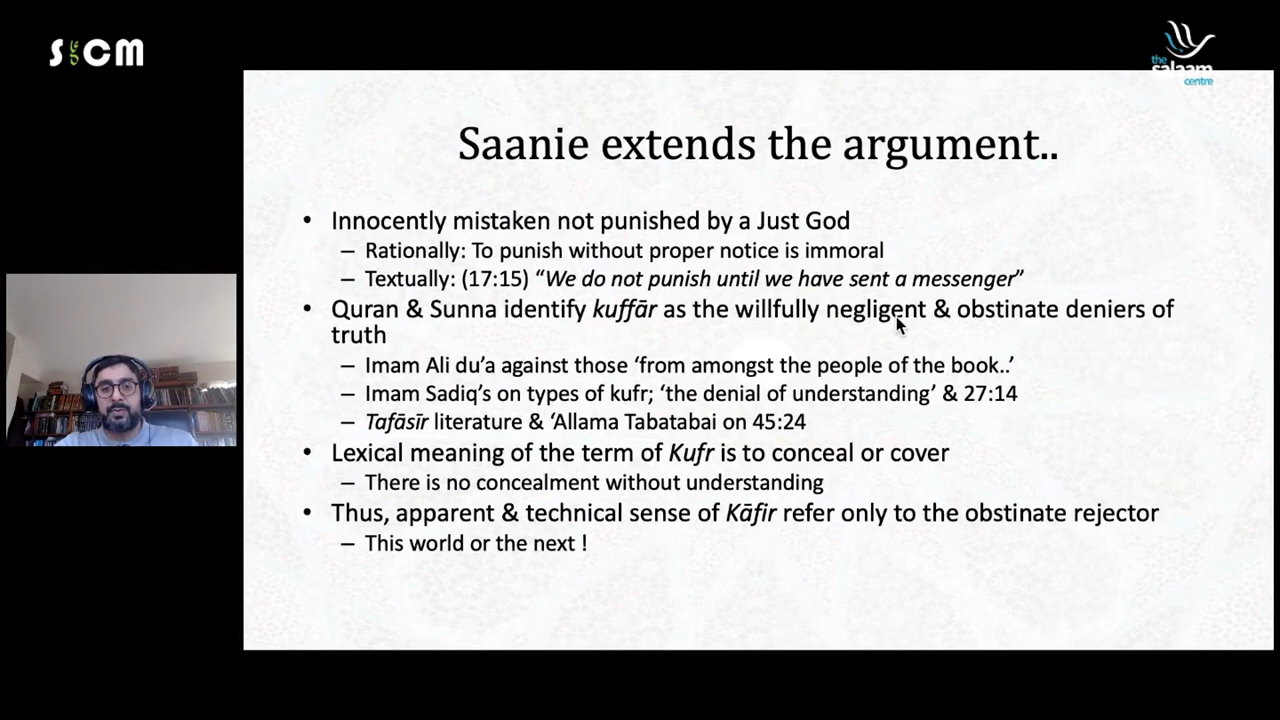 SICM
the
salaam
centre
Saanie extends the argument..
• Innocently mistaken not punished by a Just God
– Rationally: To punish without proper notice is immoral
– Textually: (17:15) “We do not punish until we have sent a messenger”
• Quran & Sunna identify kuffār as the willfully negligent & obstinate deniers of
truth
– Imam Ali du’a against those ‘from amongst the people of the book..’
– Imam Sadiq’s on types of kufr; ‘the denial of understanding’ & 27:14
– Tafāsīr literature & ‘Allama Tabatabai on 45:24
• Lexical meaning of the term of Kufr is to conceal or cover
– There is no concealment without understanding
• Thus, apparent & technical sense of Kāfir refer only to the obstinate rejector
– This world or the next !